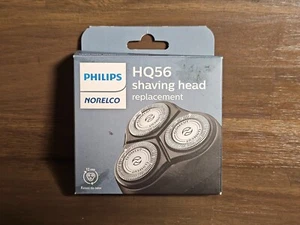 PHILIPS
NORELCO
HQ56
shaving head
replacement